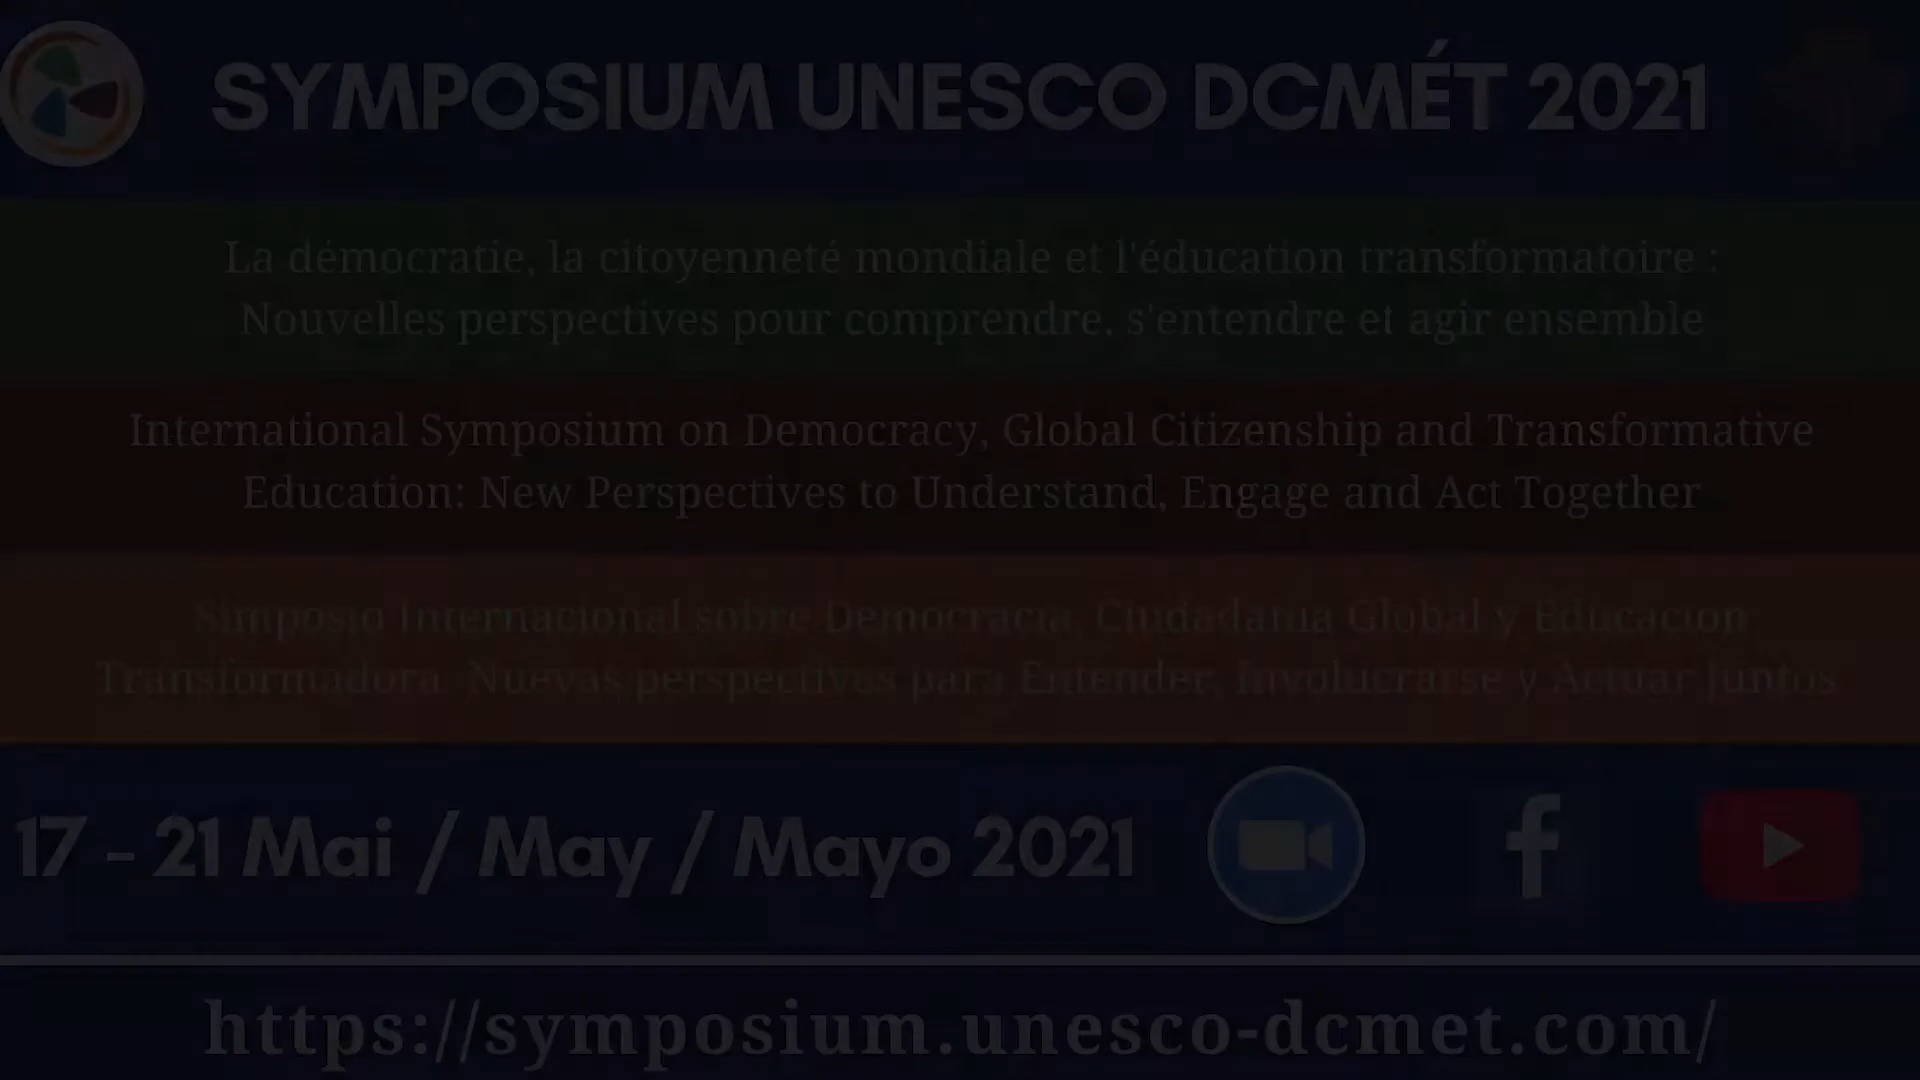 SYMPOSIUM UNESCO DCMÉT 2021
La démocratie, la citoyenneté mondiale et l'éducation transformatoire :
Nouvelles perspectives pour comprendre, s'entendre et agir ensemble
International Symposium on Democracy, Global Citizenship and Transformative
Education: New Perspectives to Understand, Engage and Act Together
Simposio Internacional sobre Democracia, Ciudadanía Global y Educación
Transformadora: Nuevas perspectivas para Entender, Involucrarse y Actuar Juntos
17 - 21 Mai / May / Mayo 2021
https://symposium.unesco-dcmet.com/